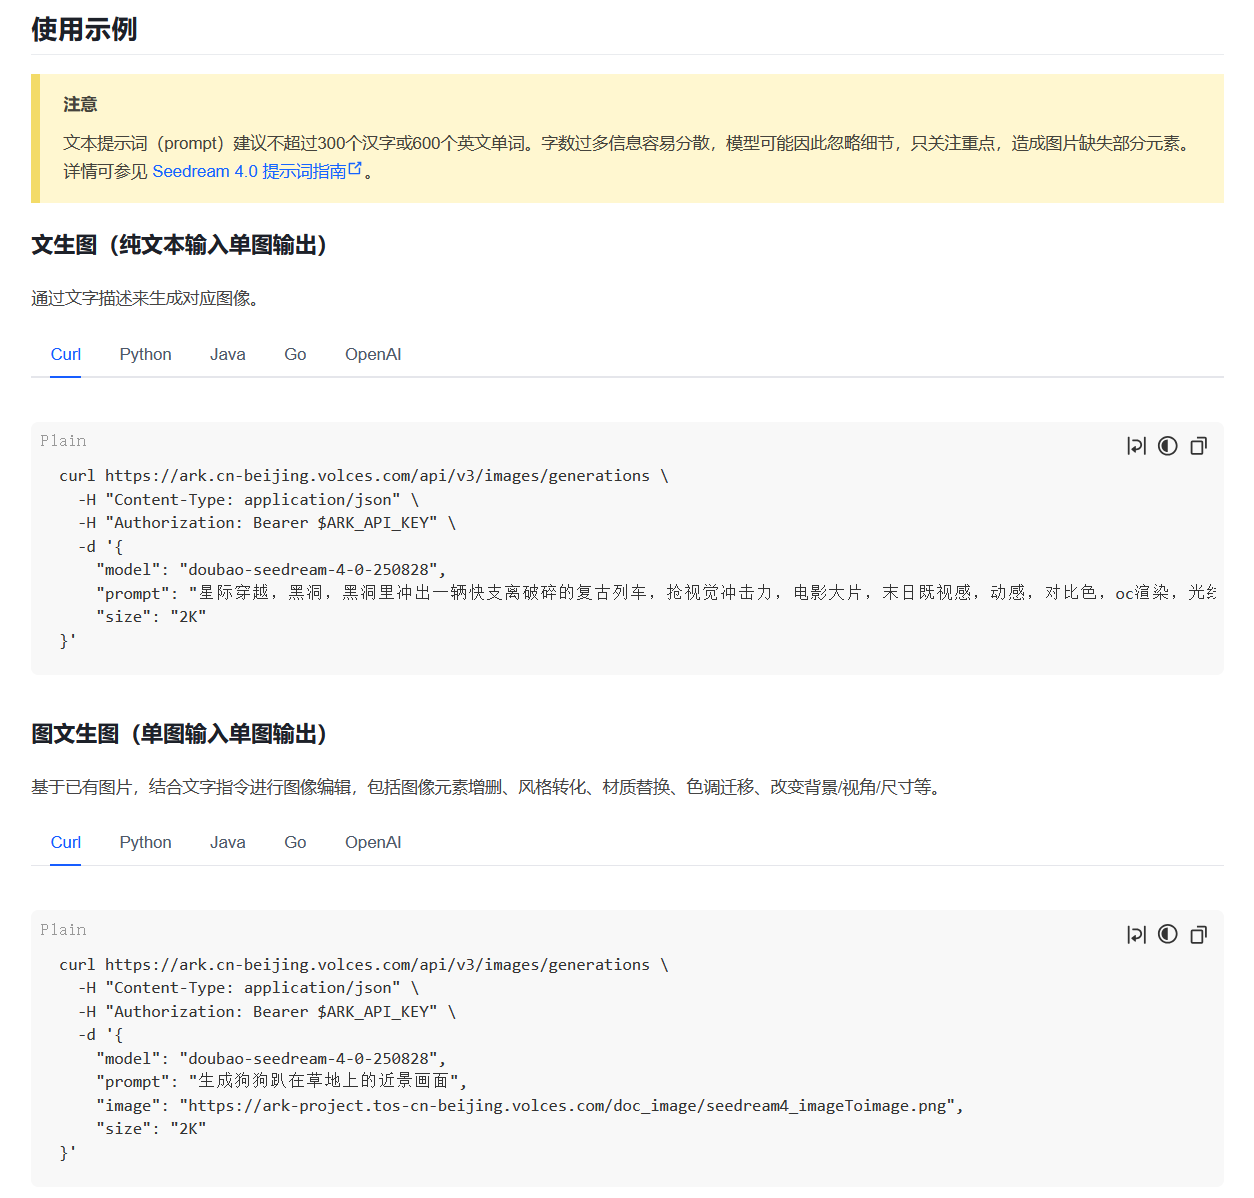 使用示例
注意
文本提示词（prompt）建议不超过300个汉字或600个英文单词。字数过多信息容易分散，模型可能因此忽略细节，只关注重点，造成图片缺失部分元素。
详情可参见 Seedream 4.0 提示词指南。
文生图（纯文本输入单图输出）
通过文字描述来生成对应图像。
Curl Python Java Go OpenAI
Plain
curl https://ark.cn-beijing.volces.com/api/v3/images/generations \
-H "Content-Type: application/json" \
-H "Authorization: Bearer $ARK_API_KEY" \
-d '{
"model": "doubao-seedream-4-0-250828",
"prompt": "星际穿越，黑洞，黑洞里冲出一辆快支离破碎的复古列车，抢视觉冲击力，电影大片，末日既视感，动感，对比色，oc渲染，光线
"size": "2K"
}'
图文生图（单图输入单图输出）
基于已有图片，结合文字指令进行图像编辑，包括图像元素增删、风格转化、材质替换、色调迁移、改变背景/视角/尺寸等。
Curl Python Java Go OpenAI
Plain
curl https://ark.cn-beijing.volces.com/api/v3/images/generations \
-H "Content-Type: application/json" \
-H "Authorization: Bearer $ARK_API_KEY" \
-d '{
"model": "doubao-seedream-4-0-250828",
"prompt": "生成狗狗趴在草地上的近景画面",
"image": "https://ark-project.tos-cn-beijing.volces.com/doc_image/seedream4_imageToimage.png",
"size": "2K"
}'